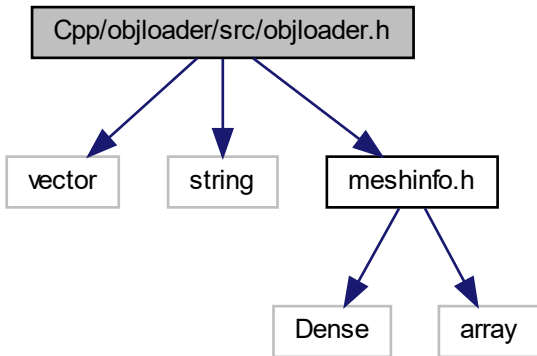 Cpp/objloader/src/objloader.h
vector
string
meshinfo.h
Dense
array